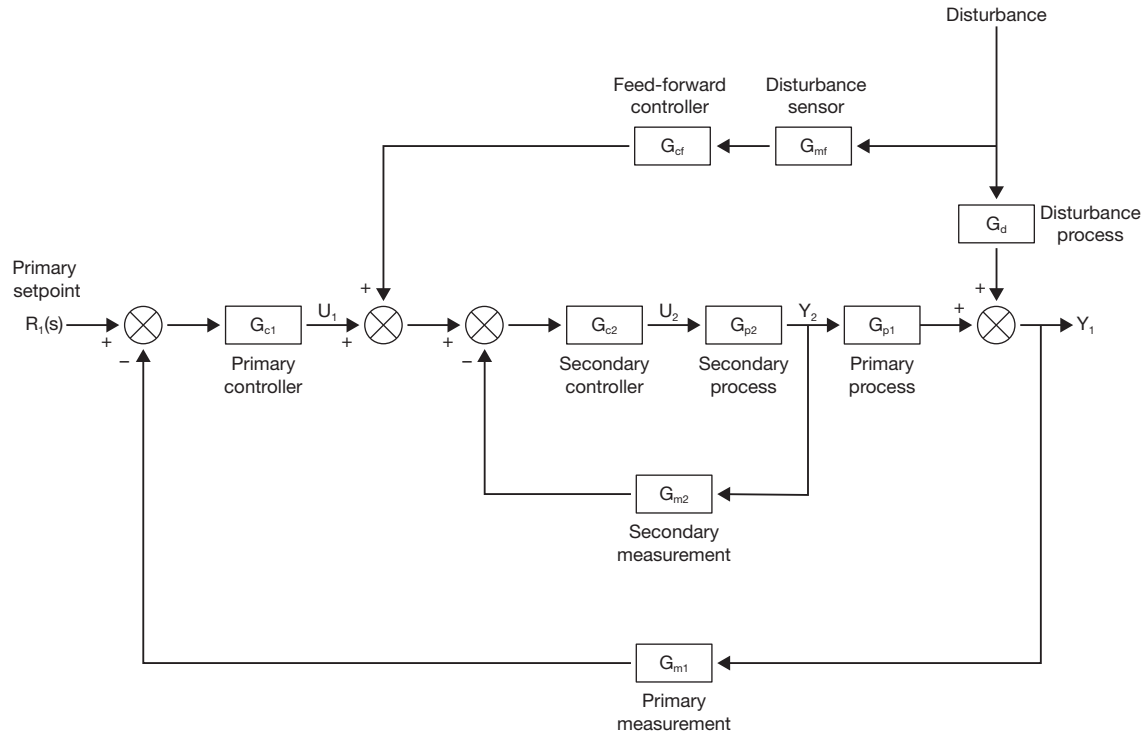 Disturbance
Feed-forward
controller
Disturbance
sensor
G_cf
G_mf
G_d
Disturbance
process
Primary
setpoint
R_1(s)
+
−
G_c1
Primary
controller
U_1
+
+
+
−
G_c2
Secondary
controller
U_2
G_p2
Secondary
process
Y_2
G_p1
Primary
process
+
+
Y_1
G_m2
Secondary
measurement
G_m1
Primary
measurement